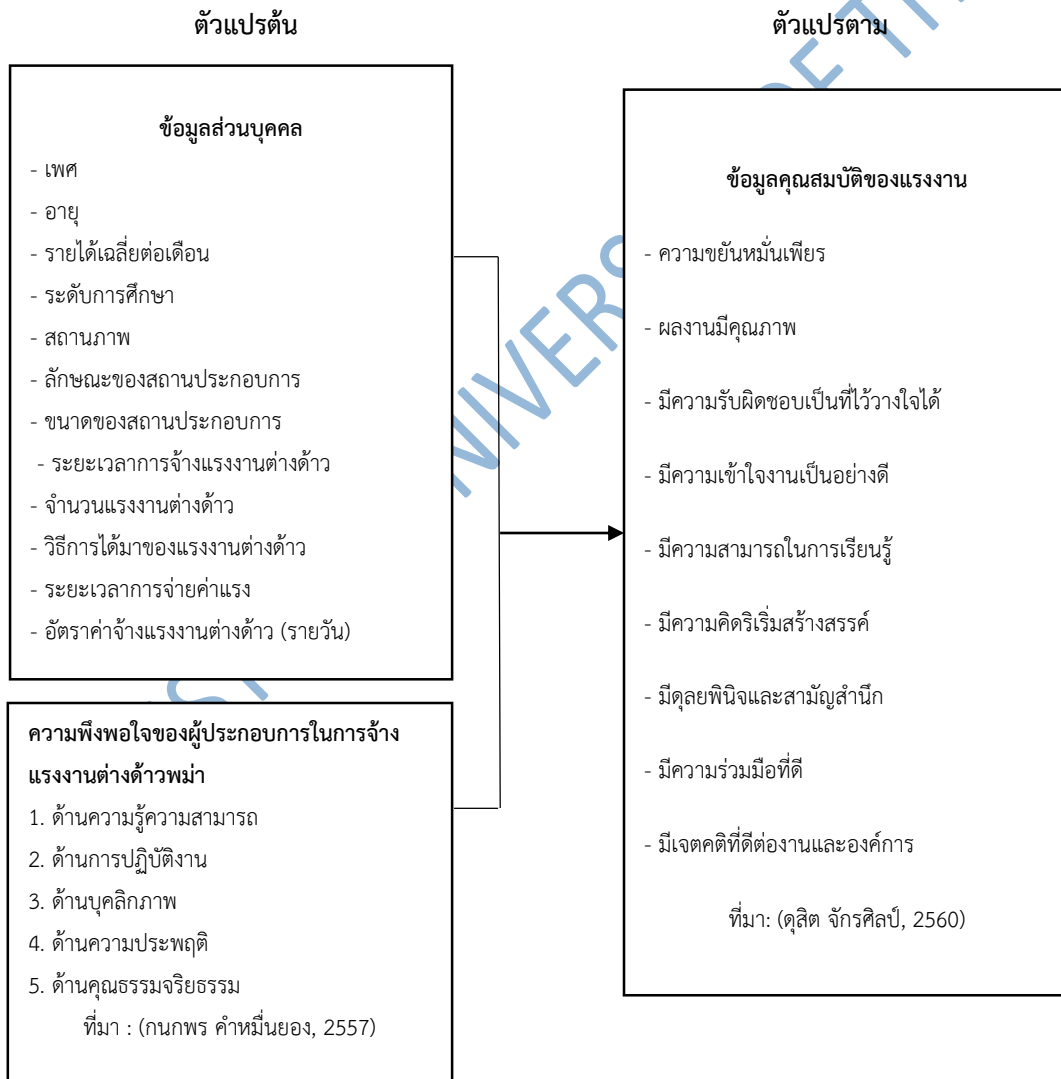 ตัวแปรต้น
ข้อมูลส่วนบุคคล
- เพศ
- อายุ
- รายได้เฉลี่ยต่อเดือน
- ระดับการศึกษา
- สถานภาพ
- ลักษณะของสถานประกอบการ
- ขนาดของสถานประกอบการ
- ระยะเวลาการจ้างแรงงานต่างด้าว
- จำนวนแรงงานต่างด้าว
- วิธีการได้มาของแรงงานต่างด้าว
- ระยะเวลาการจ่ายค่าแรง
- อัตราค่าจ้างแรงงานต่างด้าว (รายวัน)
ความพึงพอใจของผู้ประกอบการในการจ้าง
แรงงานต่างด้าวพม่า
1. ด้านความรู้ความสามารถ
2. ด้านการปฏิบัติงาน
3. ด้านบุคลิกภาพ
4. ด้านความประพฤติ
5. ด้านคุณธรรมจริยธรรม
ที่มา : (กนกพร คำหมื่นยอง, 2557)
ตัวแปรตาม
ข้อมูลคุณสมบัติของแรงงาน
- ความขยันหมั่นเพียร
- ผลงานมีคุณภาพ
- มีความรับผิดชอบเป็นที่ไว้วางใจได้
- มีความเข้าใจงานเป็นอย่างดี
- มีความสามารถในการเรียนรู้
- มีความคิดริเริ่มสร้างสรรค์
- มีดุลยพินิจและสามัญสำนึก
- มีความร่วมมือที่ดี
- มีเจตคติที่ดีต่องานและองค์การ
ที่มา: (ดุสิต จักรศิลป์, 2560)